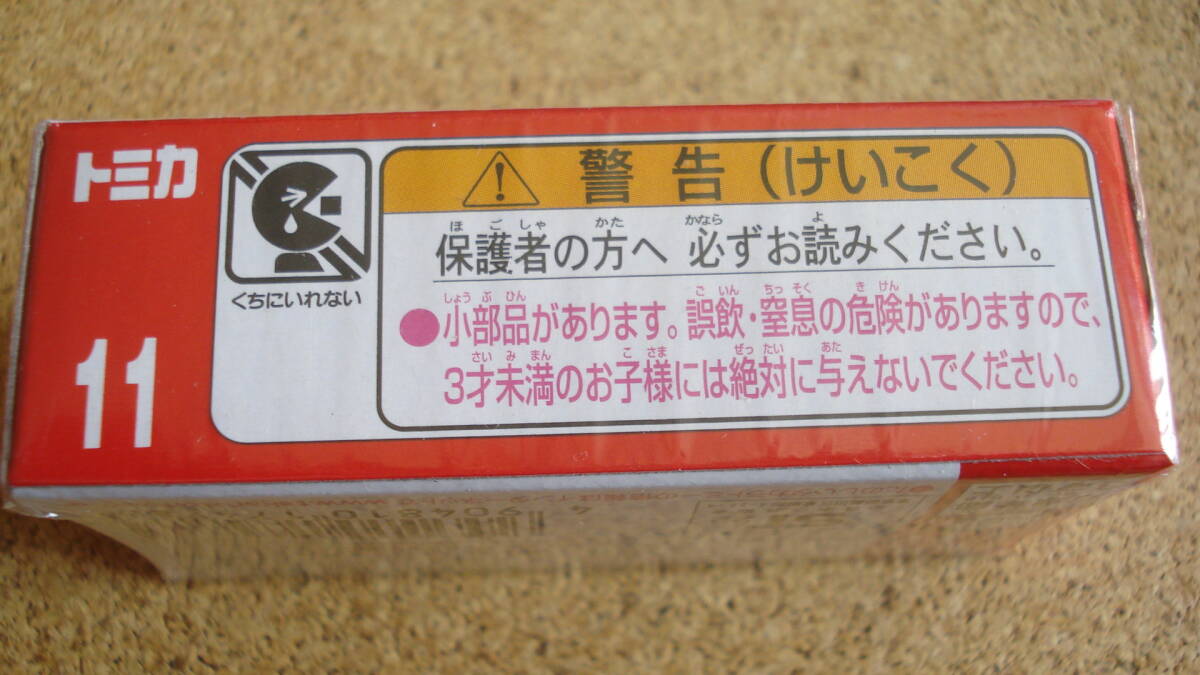 トミカ
11
くちにいれない
警告（けいこく）
ほごしゃ かた かなら よ
保護者の方へ 必ずお読みください。
しょうぶひん ごいん ちっそく きけん
●小部品があります。誤飲・窒息の危険がありますので、
さいみまん こさま ぜったい あた
3才未満のお子様には絶対に与えないでください。